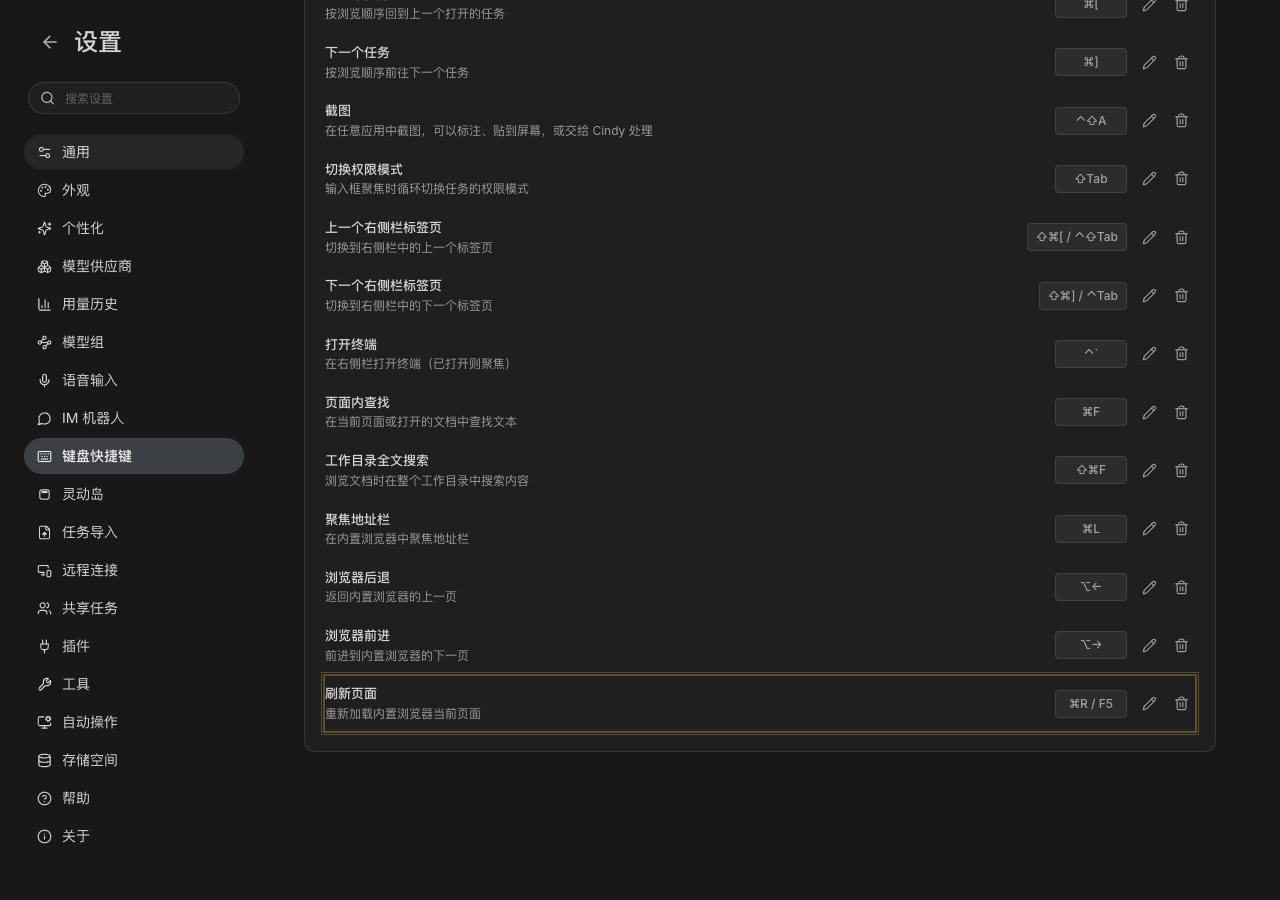 设置
搜索设置
通用
外观
个性化
模型供应商
用量历史
模型组
语音输入
IM 机器人
键盘快捷键
灵动岛
任务导入
远程连接
共享任务
插件
工具
自动操作
存储空间
帮助
关于
按浏览顺序回到上一个打开的任务
⌘[
下一个任务
按浏览顺序前往下一个任务
⌘]
截图
在任意应用中截图，可以标注、贴到屏幕，或交给 Cindy 处理
^⇧A
切换权限模式
输入框聚焦时循环切换任务的权限模式
⇧Tab
上一个右侧栏标签页
切换到右侧栏中的上一个标签页
⇧⌘[ / ^⇧Tab
下一个右侧栏标签页
切换到右侧栏中的下一个标签页
⇧⌘] / ^Tab
打开终端
在右侧栏打开终端（已打开则聚焦）
^`
页面内查找
在当前页面或打开的文档中查找文本
⌘F
工作目录全文搜索
浏览文档时在整个工作目录中搜索内容
⇧⌘F
聚焦地址栏
在内置浏览器中聚焦地址栏
⌘L
浏览器后退
返回内置浏览器的上一页
⌥←
浏览器前进
前进到内置浏览器的下一页
⌥→
刷新页面
重新加载内置浏览器当前页面
⌘R / F5